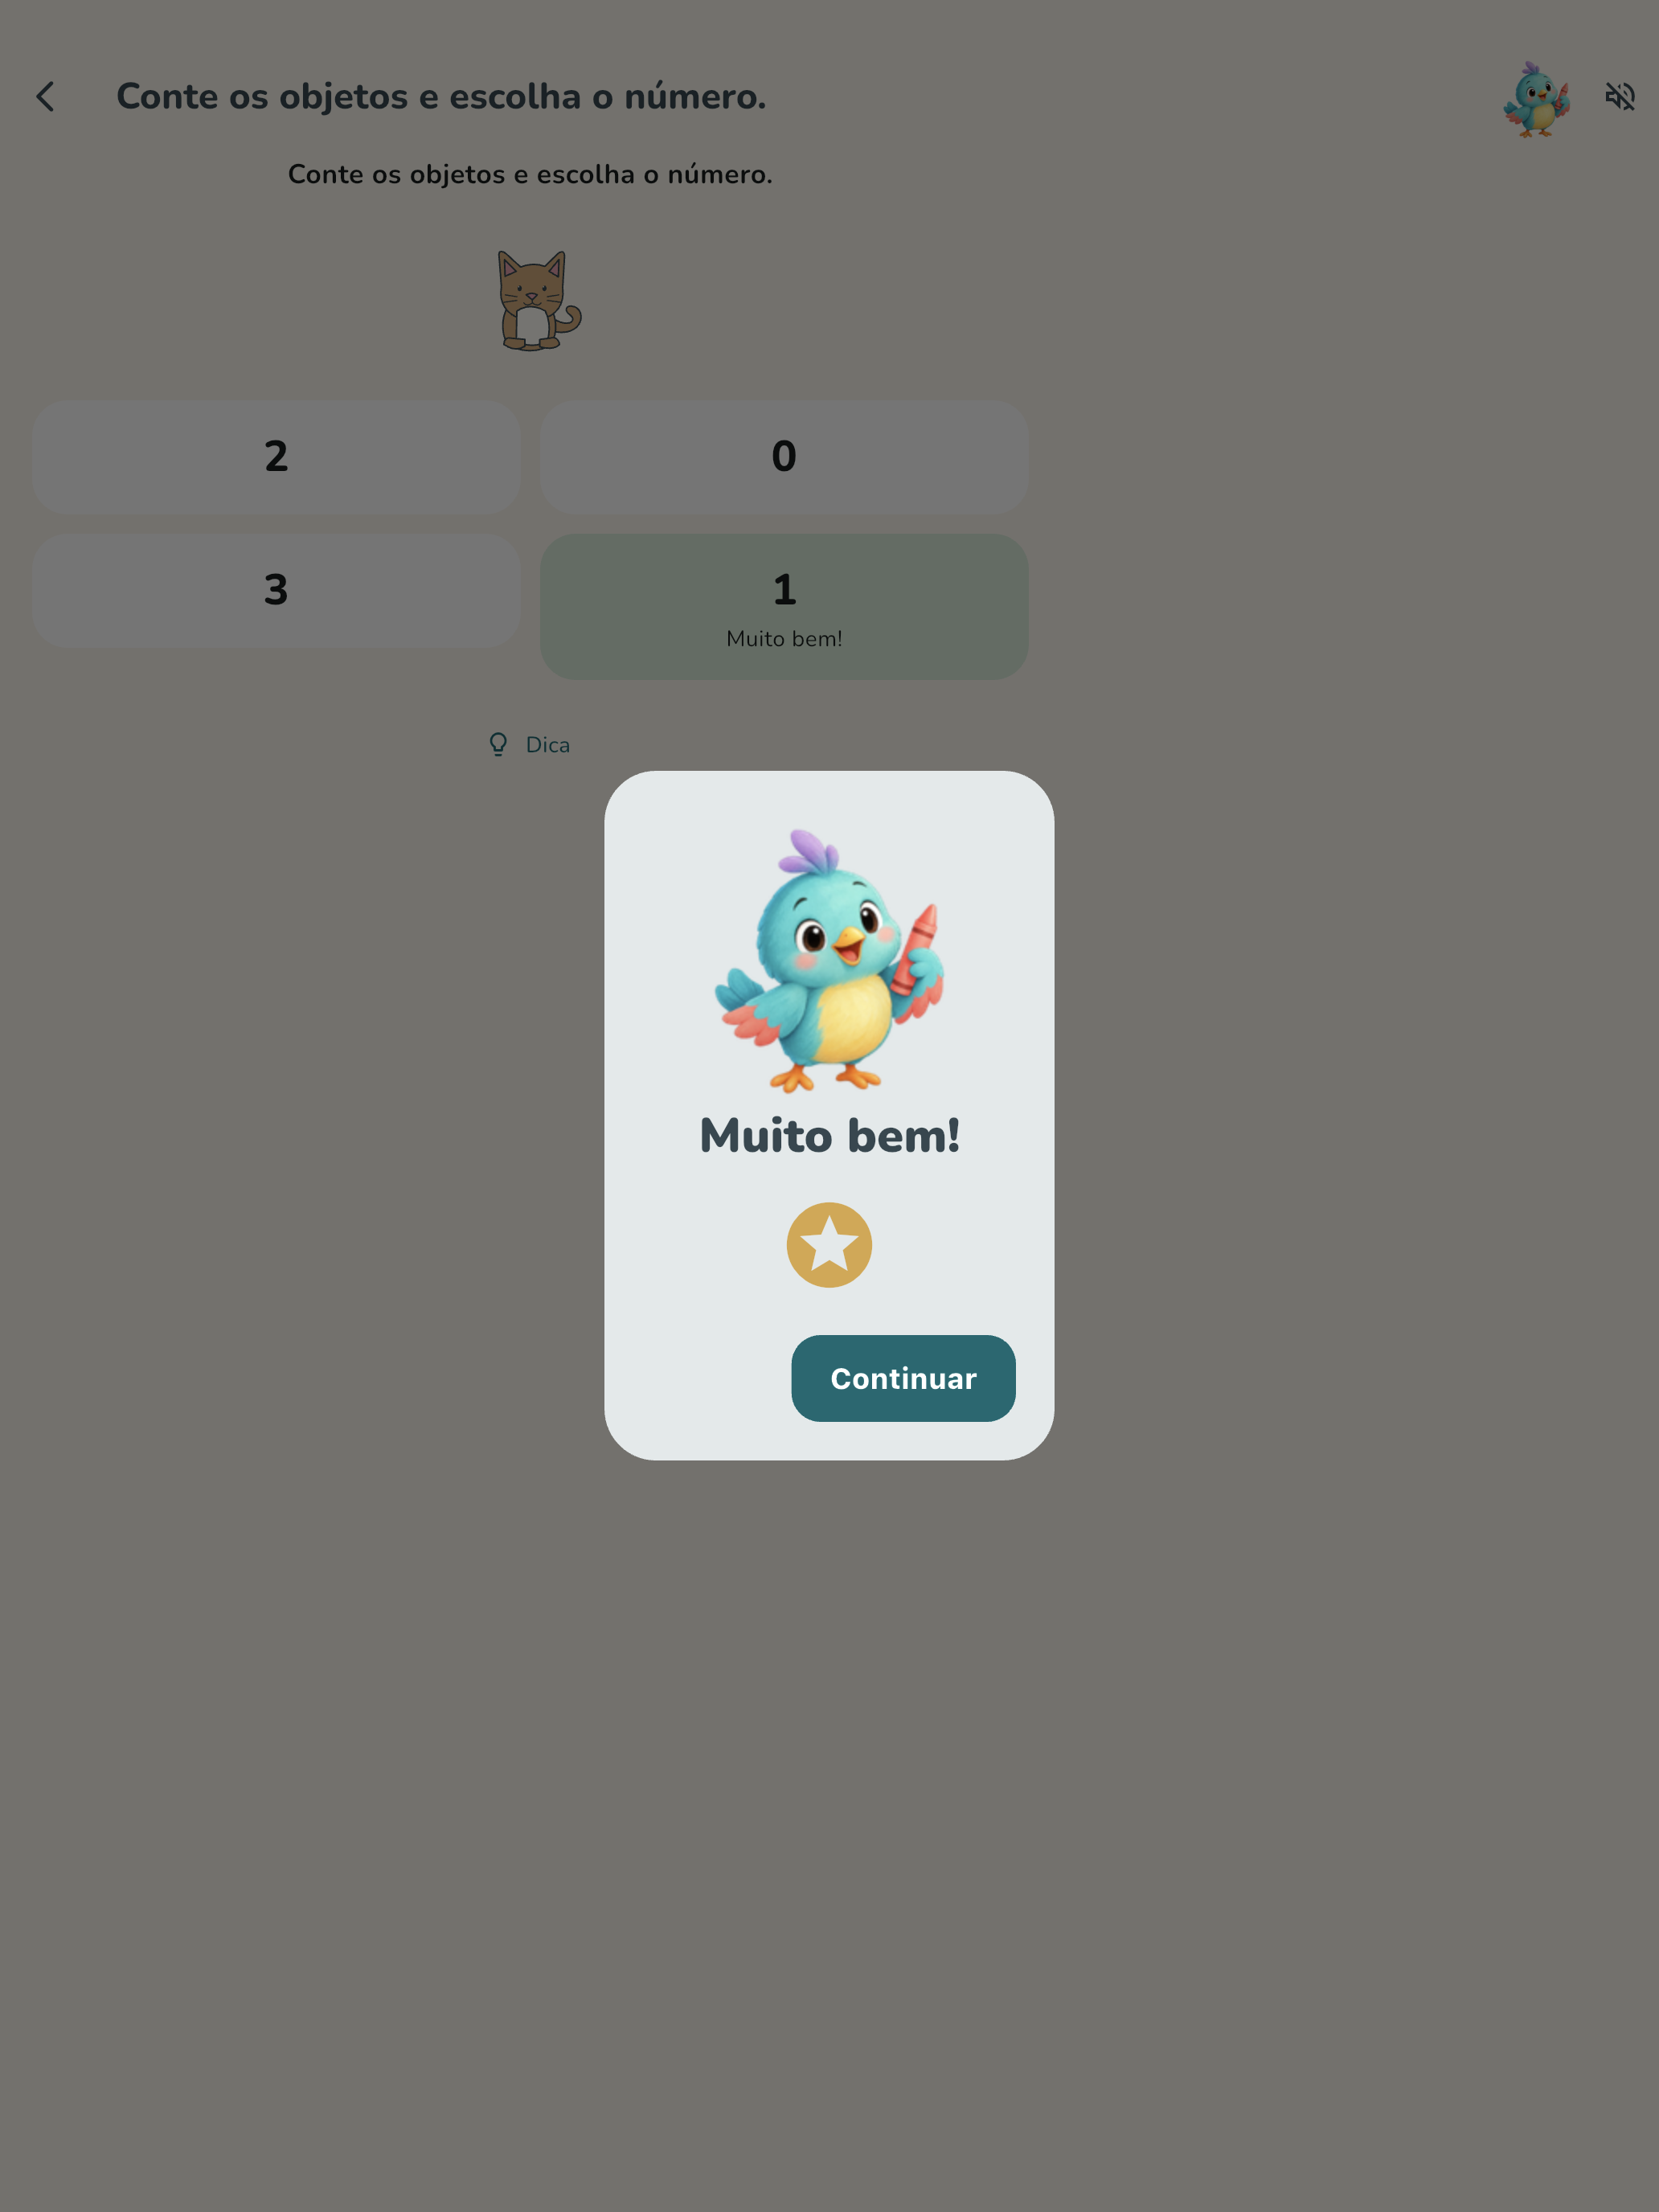 Conte os objetos e escolha o número.
Conte os objetos e escolha o número.
2
0
3
1
Muito bem!
Dica
Muito bem!
Continuar